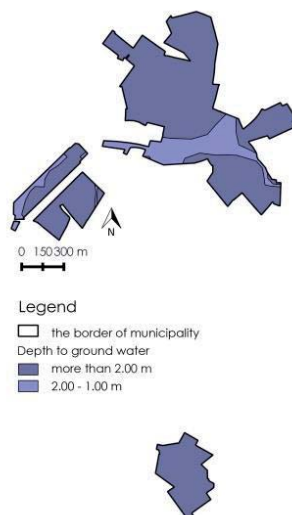 N
0 150 300 m
Legend
the border of municipality
Depth to ground water
more than 2.00 m
2.00 - 1.00 m